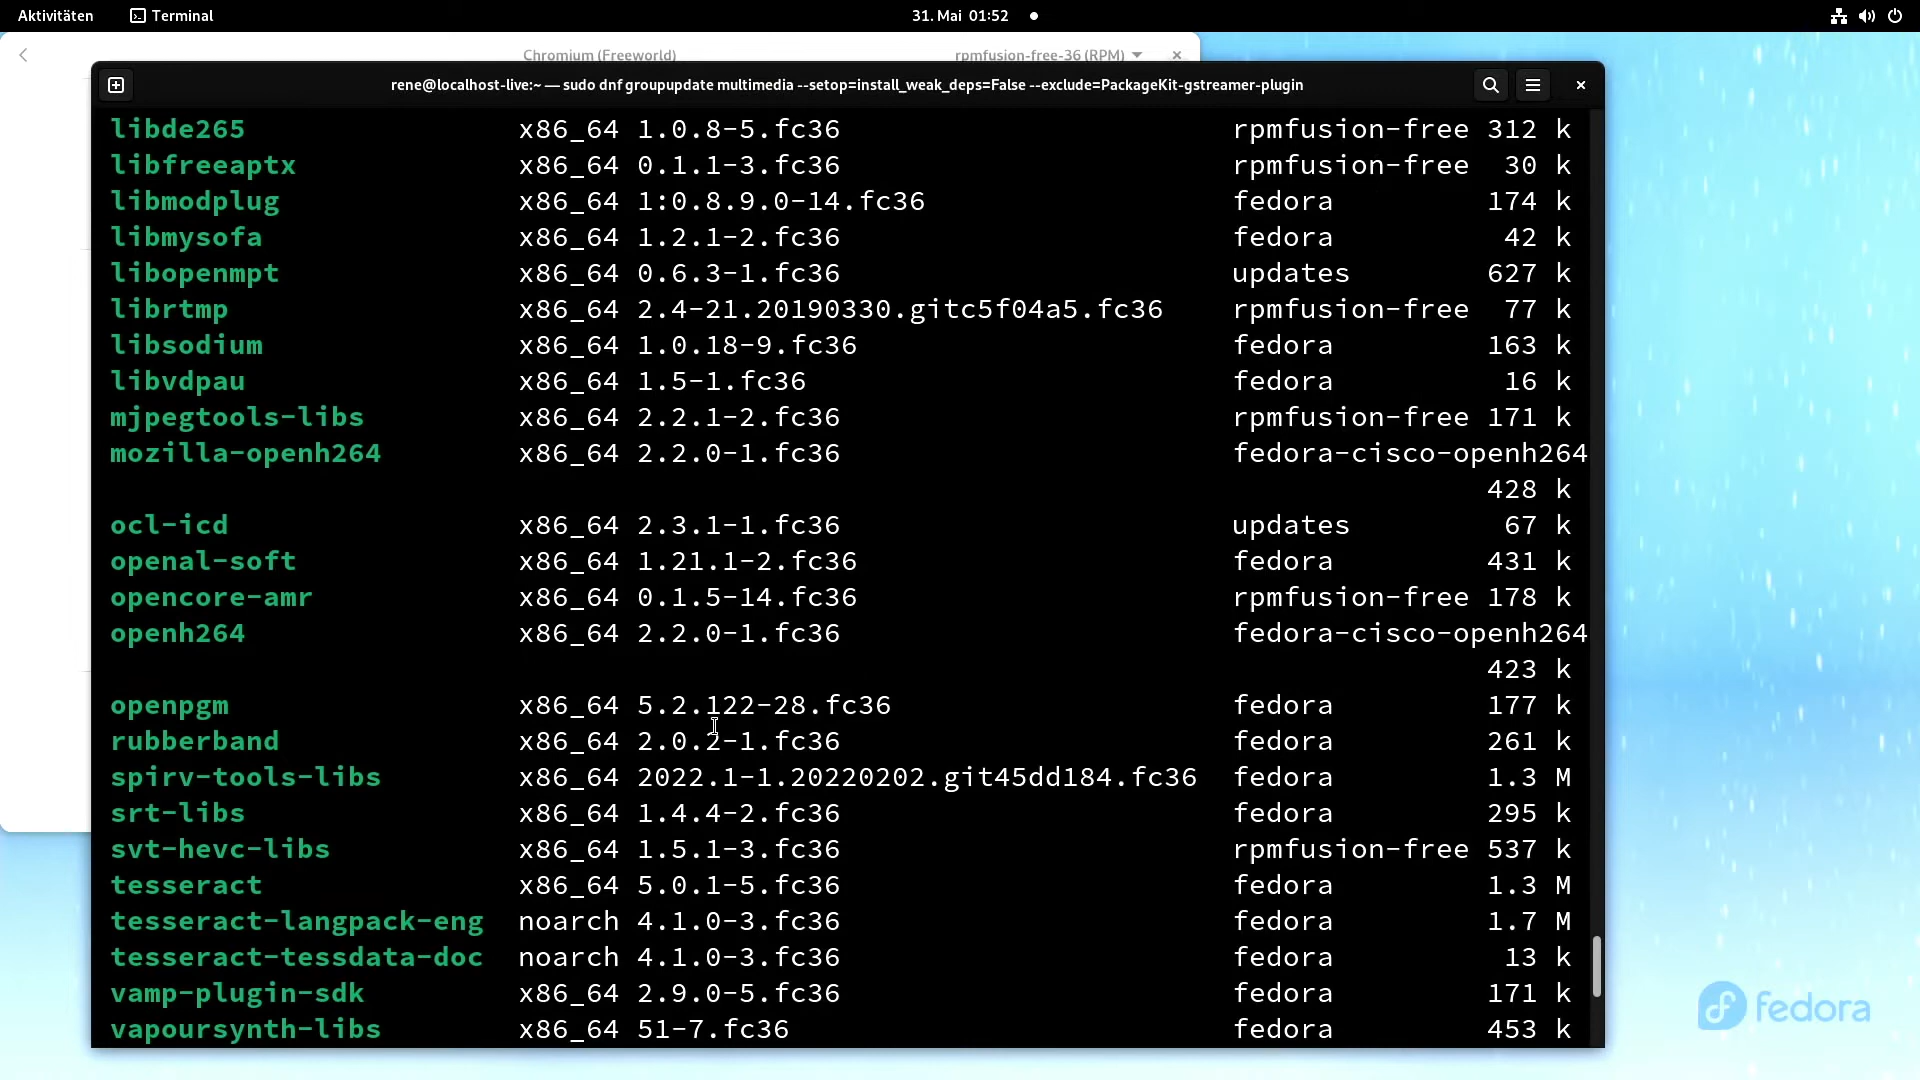 Aktivitäten Terminal 31. Mai 01:52
Chromium (Freeworld) rpmfusion-free-36 (RPM)
rene@localhost-live:~ — sudo dnf groupupdate multimedia --setop=install_weak_deps=False --exclude=PackageKit-gstreamer-plugin
libde265 x86_64 1.0.8-5.fc36 rpmfusion-free 312 k
libfreeaptx x86_64 0.1.1-3.fc36 rpmfusion-free 30 k
libmodplug x86_64 1:0.8.9.0-14.fc36 fedora 174 k
libmysofa x86_64 1.2.1-2.fc36 fedora 42 k
libopenmpt x86_64 0.6.3-1.fc36 updates 627 k
librtmp x86_64 2.4-21.20190330.gitc5f04a5.fc36 rpmfusion-free 77 k
libsodium x86_64 1.0.18-9.fc36 fedora 163 k
libvdpau x86_64 1.5-1.fc36 fedora 16 k
mjpegtools-libs x86_64 2.2.1-2.fc36 rpmfusion-free 171 k
mozilla-openh264 x86_64 2.2.0-1.fc36 fedora-cisco-openh264
428 k
ocl-icd x86_64 2.3.1-1.fc36 updates 67 k
openal-soft x86_64 1.21.1-2.fc36 fedora 431 k
opencore-amr x86_64 0.1.5-14.fc36 rpmfusion-free 178 k
openh264 x86_64 2.2.0-1.fc36 fedora-cisco-openh264
423 k
openpgm x86_64 5.2.122-28.fc36 fedora 177 k
rubberband x86_64 2.0.2-1.fc36 fedora 261 k
spirv-tools-libs x86_64 2022.1-1.20220202.git45dd184.fc36 fedora 1.3 M
srt-libs x86_64 1.4.4-2.fc36 fedora 295 k
svt-hevc-libs x86_64 1.5.1-3.fc36 rpmfusion-free 537 k
tesseract x86_64 5.0.1-5.fc36 fedora 1.3 M
tesseract-langpack-eng noarch 4.1.0-3.fc36 fedora 1.7 M
tesseract-tessdata-doc noarch 4.1.0-3.fc36 fedora 13 k
vamp-plugin-sdk x86_64 2.9.0-5.fc36 fedora 171 k
vapoursynth-libs x86_64 51-7.fc36 fedora 453 k
fedora